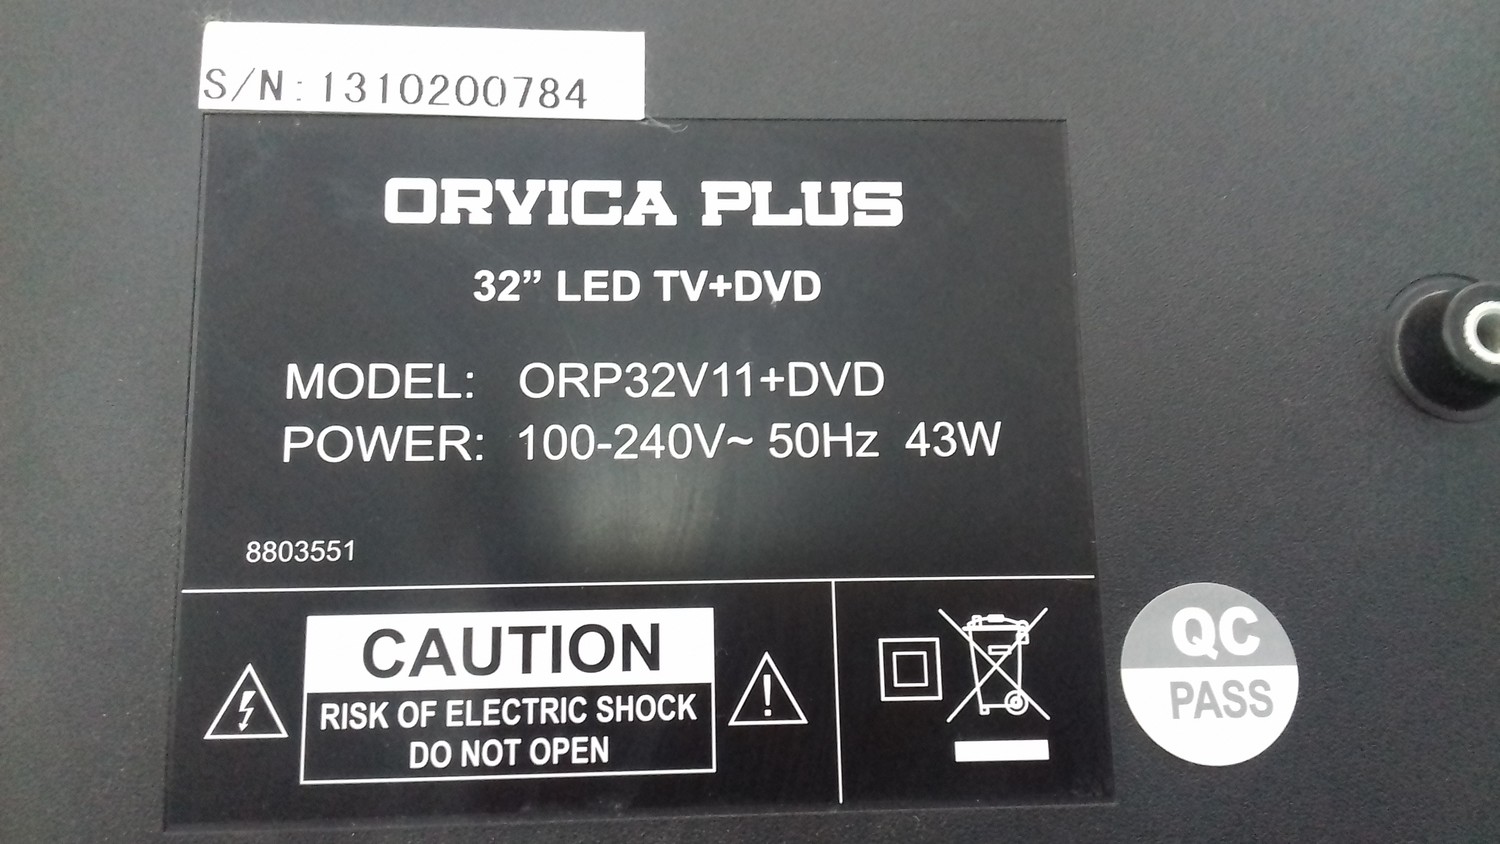 S/N: 1310200784
ORVICA PLUS
32” LED TV+DVD
MODEL: ORP32V11+DVD
POWER: 100-240V~ 50Hz 43W
8803551
CAUTION
RISK OF ELECTRIC SHOCK
DO NOT OPEN
QC
PASS